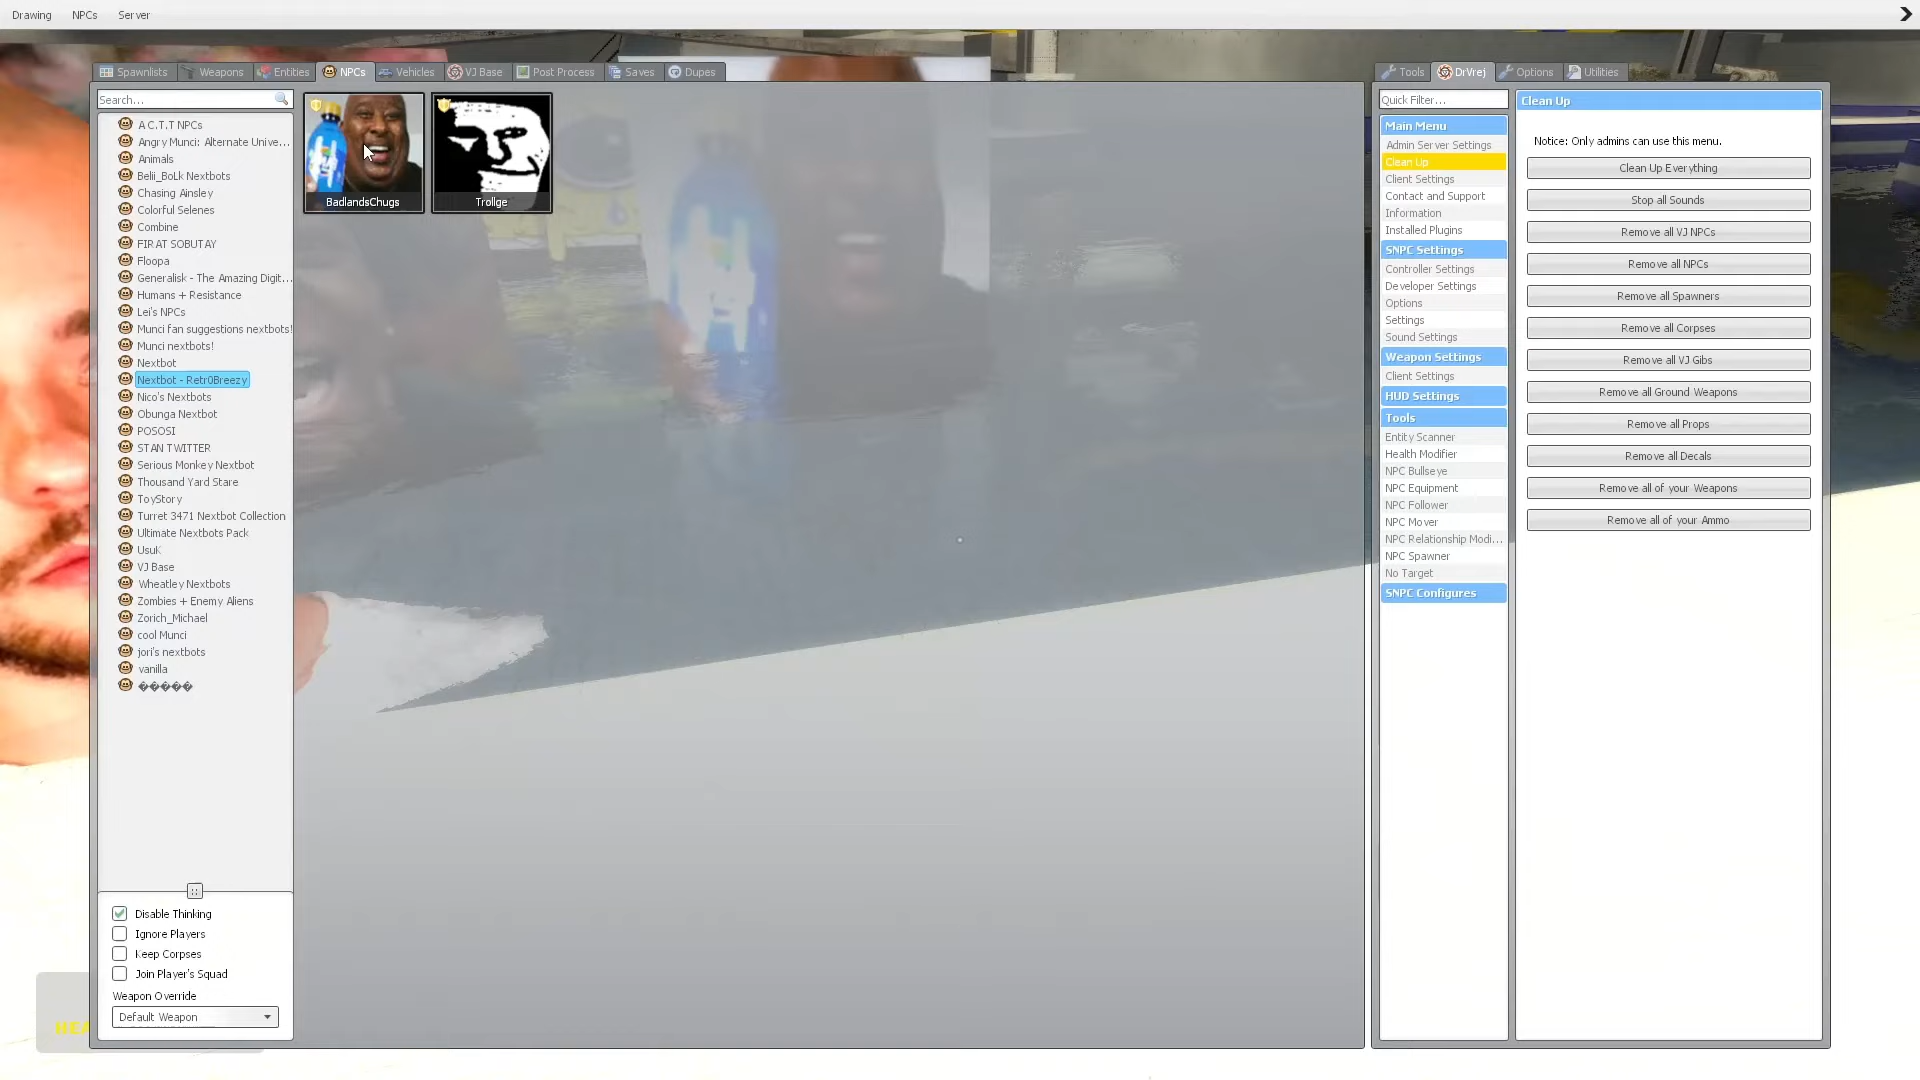 Drawing NPCs Server
Spawnlists Weapons Entities NPCs Vehicles VJ Base Post Process Saves Dupes
Search...
A C.T.T NPCs
Angry Munci: Alternate Unive...
Animals
Belii_BoLk Nextbots
Chasing Ainsley
Colorful Selenes
Combine
FIRAT SOBUTAY
Floopa
Generalisk - The Amazing Digit...
Humans + Resistance
Lei's NPCs
Munci fan suggestions nextbots!
Munci nextbots!
Nextbot
Nextbot - Retr0Breezy
Nico's Nextbots
Obunga Nextbot
POSOSI
STAN TWITTER
Serious Monkey Nextbot
Thousand Yard Stare
ToyStory
Turret 3471 Nextbot Collection
Ultimate Nextbots Pack
UsuK
VJ Base
Wheatley Nextbots
Zombies + Enemy Aliens
Zorich_Michael
cool Munci
jori's nextbots
vanilla
�����
Disable Thinking
Ignore Players
Keep Corpses
Join Player's Squad
Weapon Override
Default Weapon
BadlandsChugs
Trollge
Tools DrVrej Options Utilities
Quick Filter...
Main Menu
Admin Server Settings
Clean Up
Client Settings
Contact and Support
Information
Installed Plugins
SNPC Settings
Controller Settings
Developer Settings
Options
Settings
Sound Settings
Weapon Settings
Client Settings
HUD Settings
Tools
Entity Scanner
Health Modifier
NPC Bullseye
NPC Equipment
NPC Follower
NPC Mover
NPC Relationship Modi...
NPC Spawner
No Target
SNPC Configures
Clean Up
Notice: Only admins can use this menu.
Clean Up Everything
Stop all Sounds
Remove all VJ NPCs
Remove all NPCs
Remove all Spawners
Remove all Corpses
Remove all VJ Gibs
Remove all Ground Weapons
Remove all Props
Remove all Decals
Remove all of your Weapons
Remove all of your Ammo